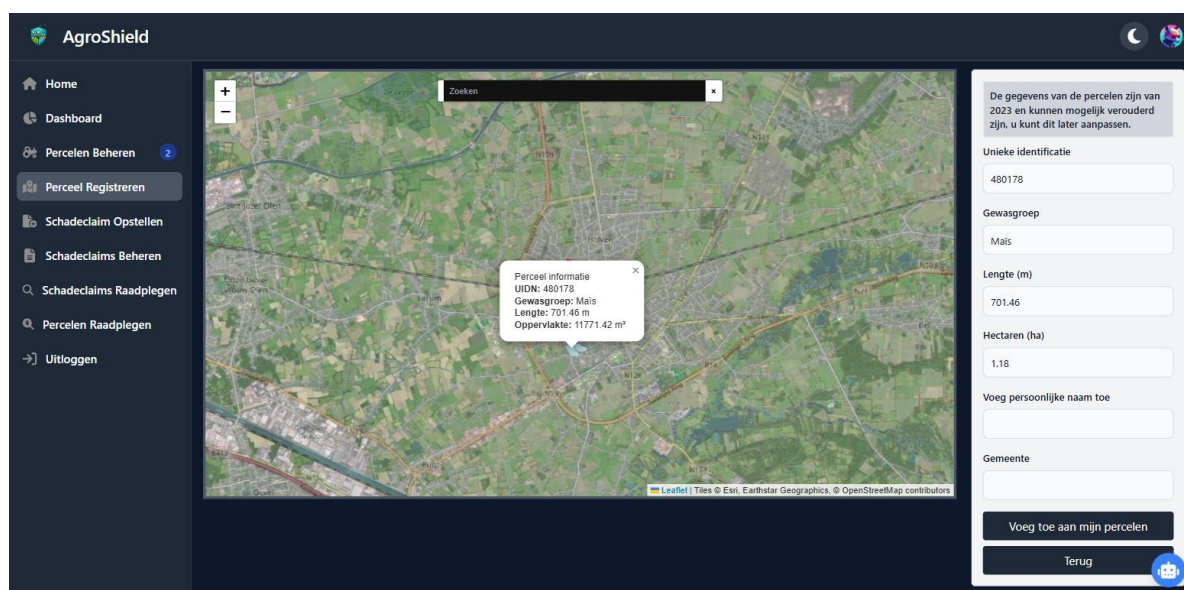 AgroShield
Home
Dashboard
Percelen Beheren 2
Perceel Registreren
Schadeclaim Opstellen
Schadeclaims Beheren
Schadeclaims Raadplegen
Percelen Raadplegen
Uitloggen
+
−
Zoeken
×
N19
N103
Larum
Perceel informatie
UIDN: 480178
Gewasgroep: Maïs
Lengte: 701.46 m
Oppervlakte: 11771.42 m²
×
Leaflet | Tiles © Esri, Earthstar Geographics, © OpenStreetMap contributors
De gegevens van de percelen zijn van
2023 en kunnen mogelijk verouderd
zijn, u kunt dit later aanpassen.
Unieke identificatie
480178
Gewasgroep
Maïs
Lengte (m)
701.46
Hectaren (ha)
1.18
Voeg persoonlijke naam toe
Gemeente
Voeg toe aan mijn percelen
Terug